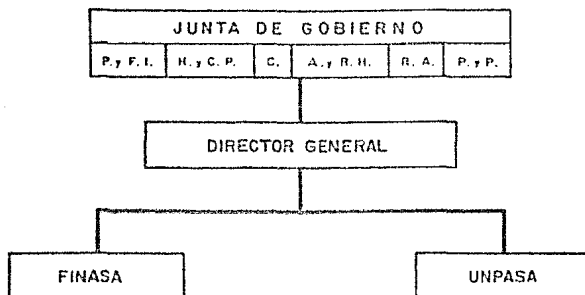 JUNTA DE GOBIERNO
P. y F. I. H. y C. P. C. A. y R. H. R. A. P. y P.
DIRECTOR GENERAL
FINASA UNPASA